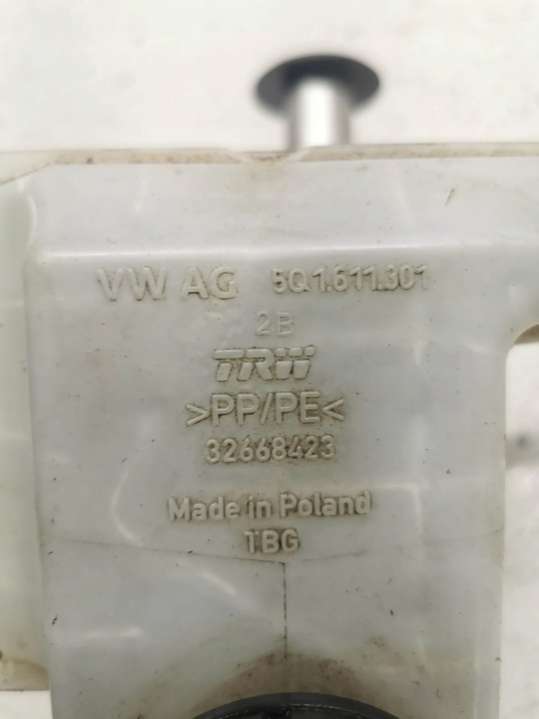 VW AG 5Q1.611.301
2B
TRW
>PP/PE<
32668423
Made in Poland
TBG